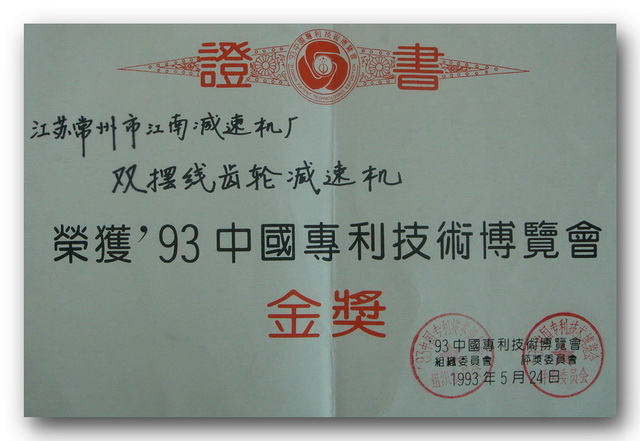 證書
江苏常州市江南减速机厂
双摆线齿轮减速机
榮獲’93中國專利技術博覽會
金獎
’93中國專利技術博覽會
組織委員會 評獎委員會
1993年5月24日